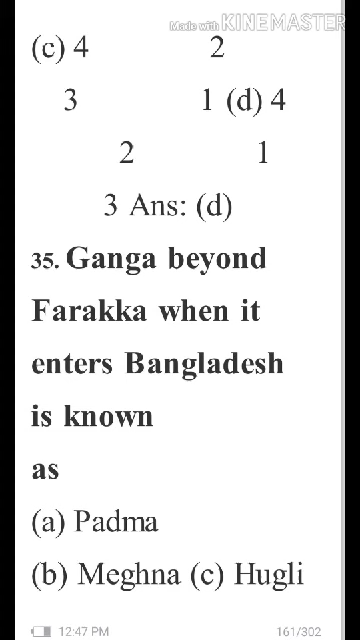 Made with KINEMASTER
(c) 4 2
3 1 (d) 4
2 1
3 Ans: (d)
35. Ganga beyond
Farakka when it
enters Bangladesh
is known
as
(a) Padma
(b) Meghna (c) Hugli
12:47 PM 161/302